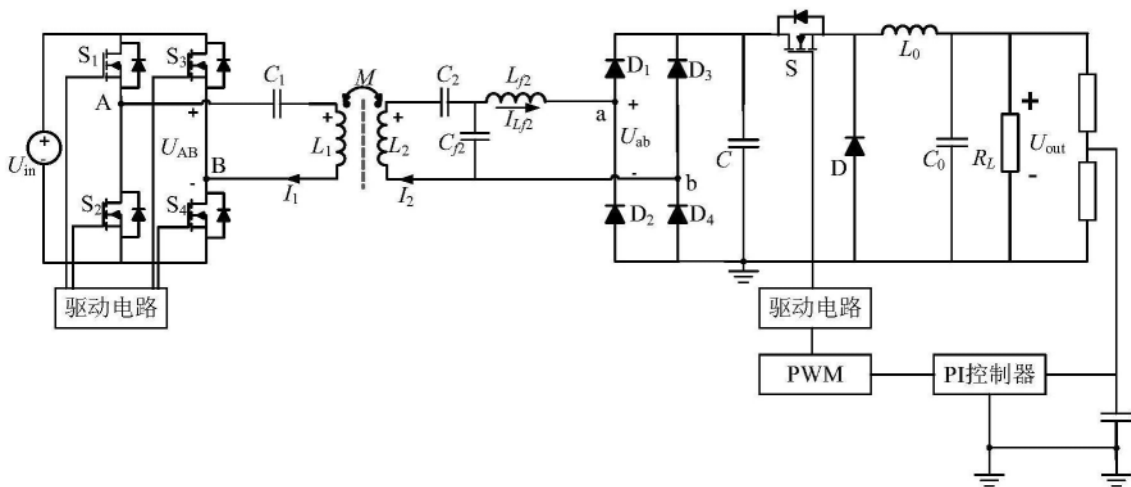 S1
S3
A
C1
M
C2
Lf2
ILf2
D1
D3
S
L0
+
+
+
+
+
+
-
Uin
UAB
L1
L2
Cf2
a
Uab
C
D
C0
RL
Uout
B
-
-
-
b
S2
S4
I1
I2
D2
D4
驱动电路
驱动电路
PWM
PI控制器